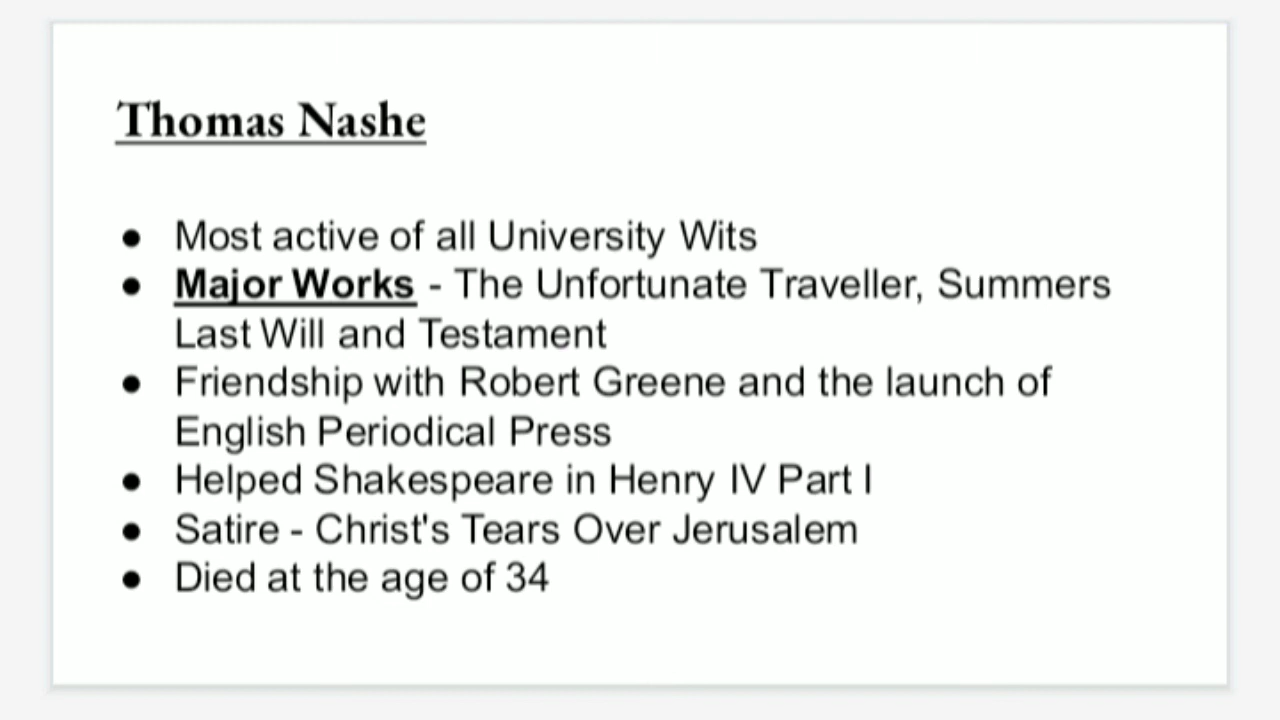 Thomas Nashe
● Most active of all University Wits
● Major Works - The Unfortunate Traveller, Summers
Last Will and Testament
● Friendship with Robert Greene and the launch of
English Periodical Press
● Helped Shakespeare in Henry IV Part I
● Satire - Christ's Tears Over Jerusalem
● Died at the age of 34